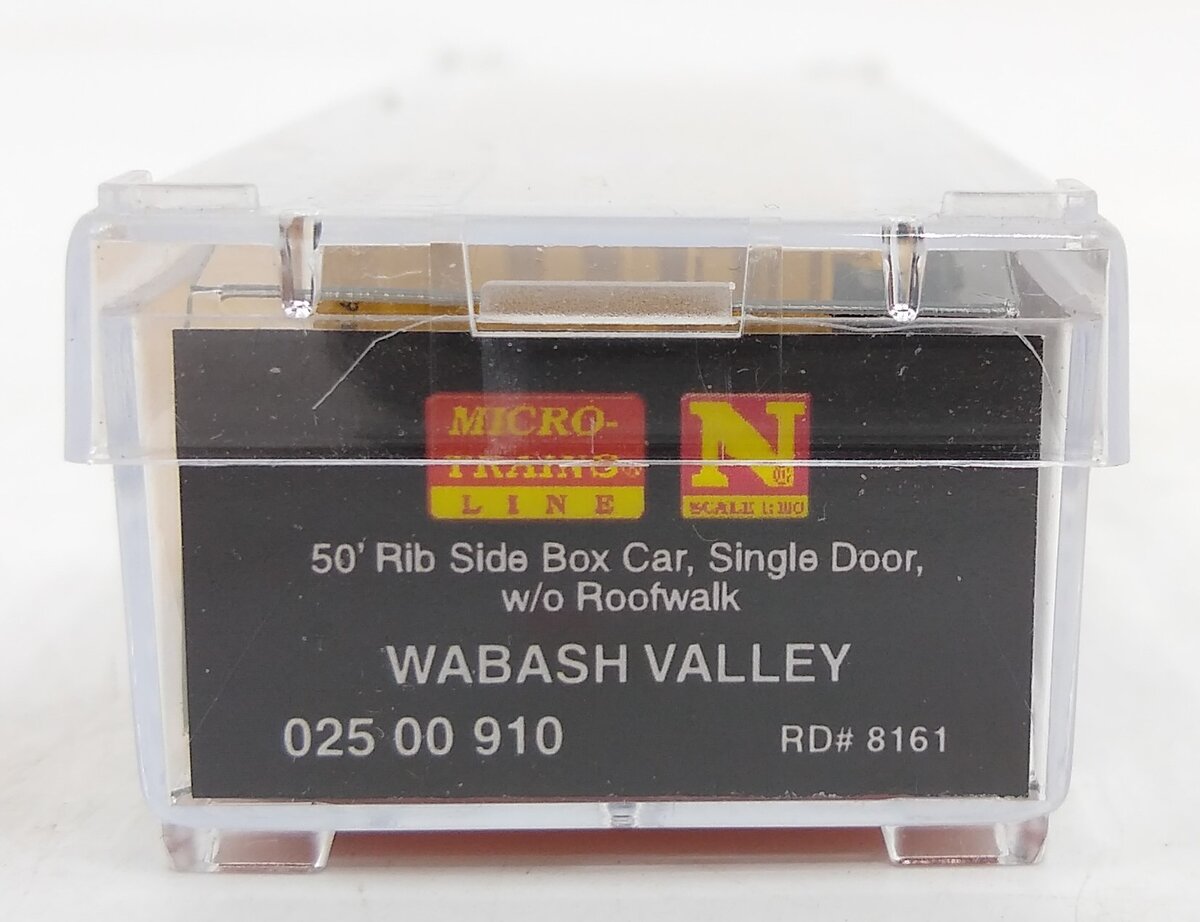 MICRO-
TRAINS
LINE
N
SCALE 1:160
50' Rib Side Box Car, Single Door,
w/o Roofwalk
WABASH VALLEY
025 00 910
RD# 8161